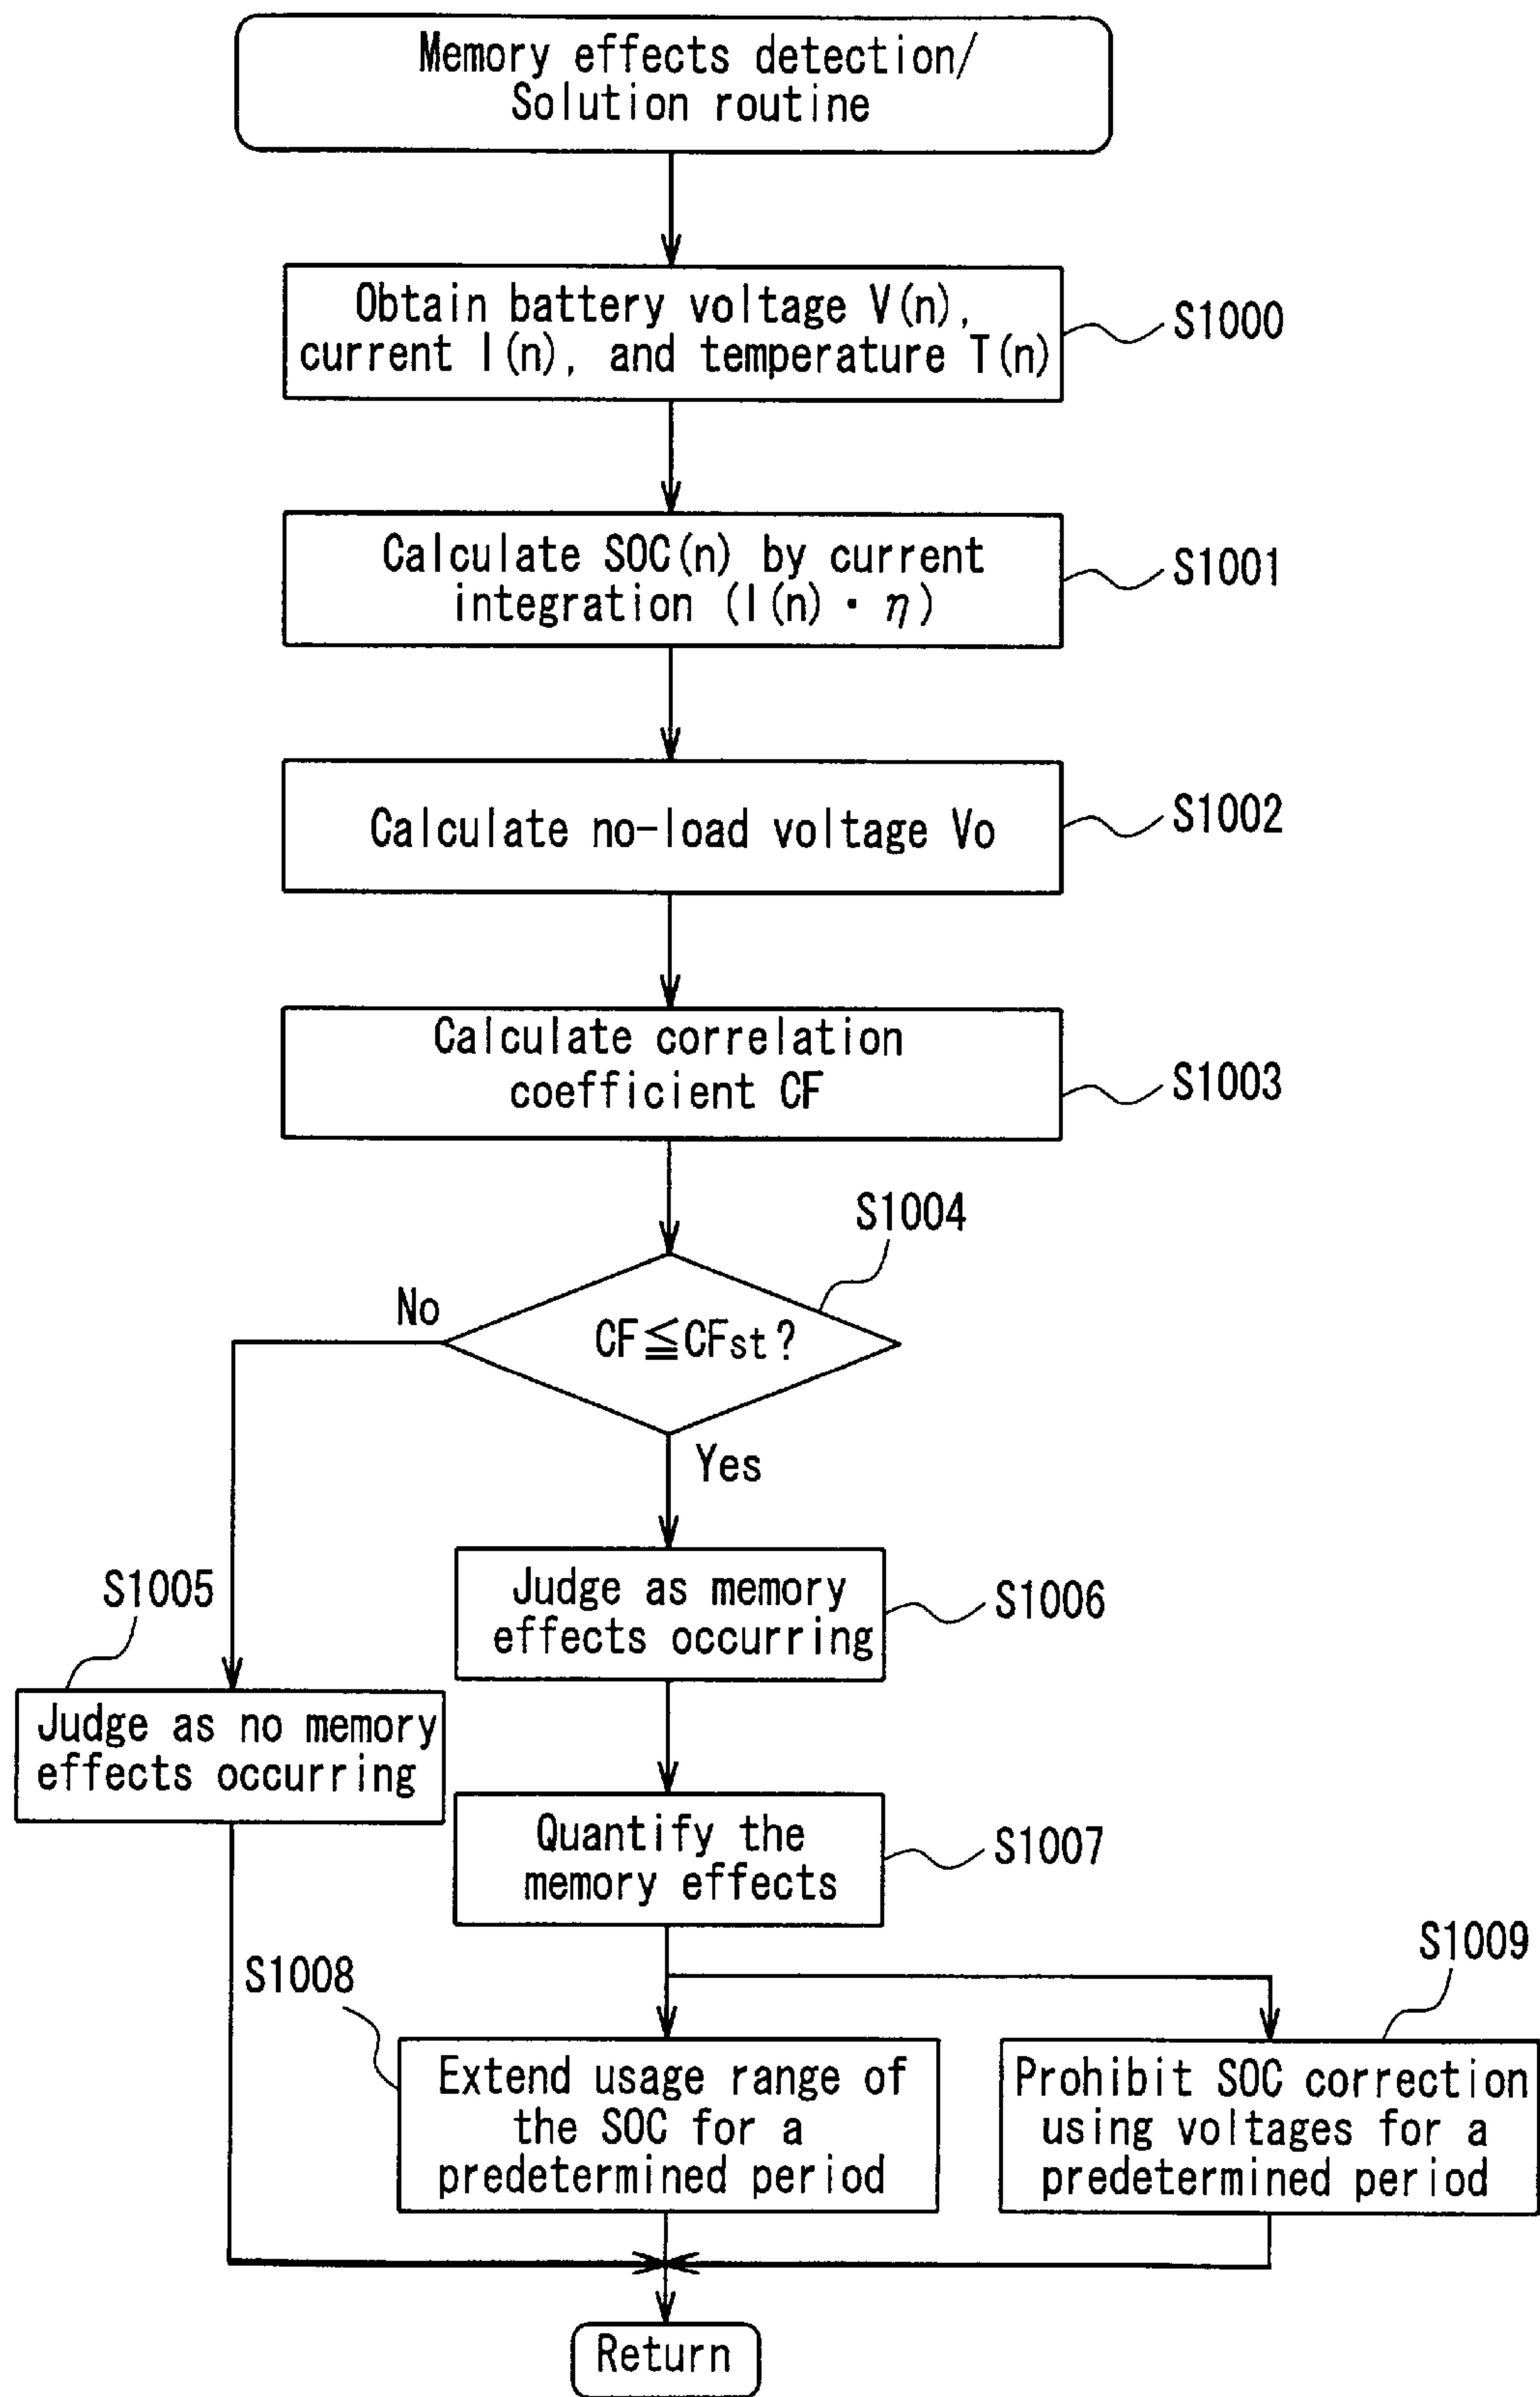 Memory effects detection/
Solution routine
Obtain battery voltage V(n),
current I(n), and temperature T(n)
S1000
Calculate SOC(n) by current
integration (I(n)・η)
S1001
Calculate no-load voltage Vo
S1002
Calculate correlation
coefficient CF
S1003
S1004
No
CF≦CFst?
Yes
S1005
Judge as memory
effects occurring
S1006
Judge as no memory
effects occurring
Quantify the
memory effects
S1007
S1008
S1009
Extend usage range of
the SOC for a
predetermined period
Prohibit SOC correction
using voltages for a
predetermined period
Return